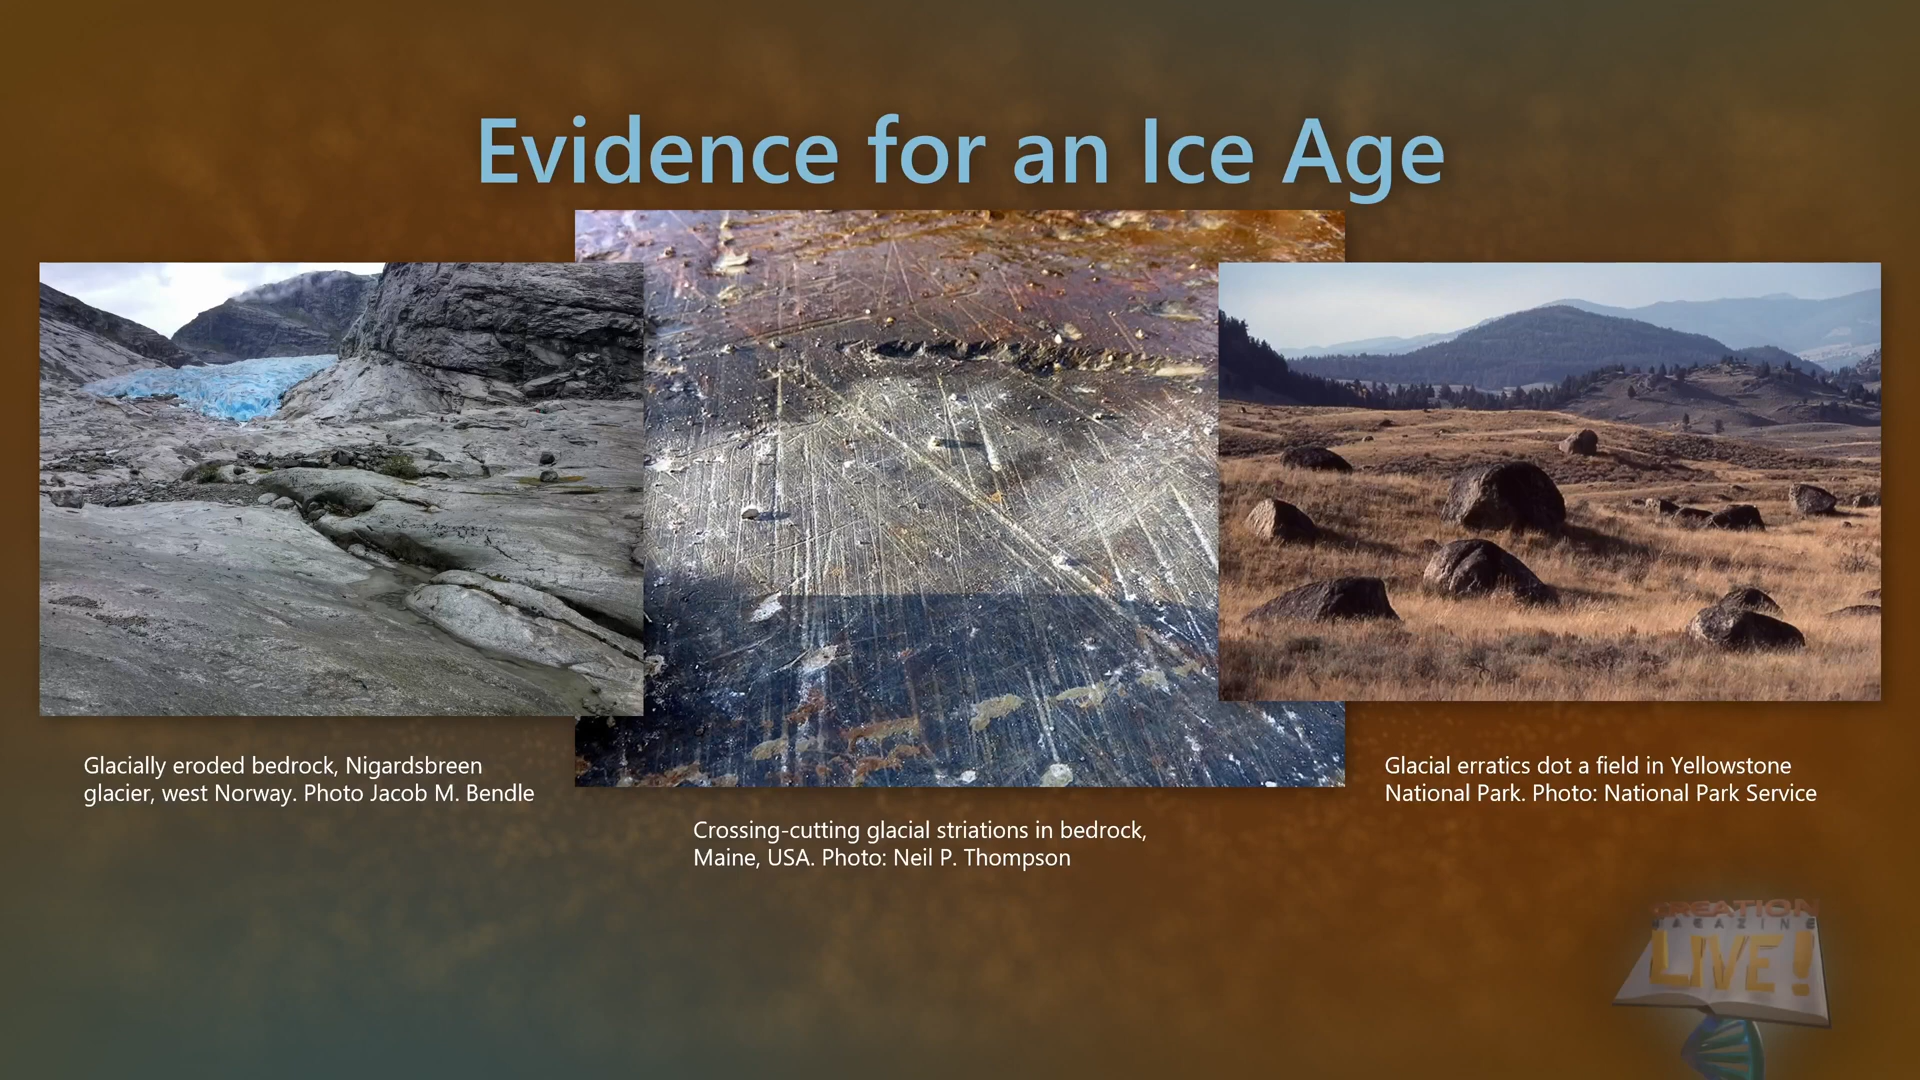 Evidence for an Ice Age
Glacially eroded bedrock, Nigardsbreen
glacier, west Norway. Photo Jacob M. Bendle
Crossing-cutting glacial striations in bedrock,
Maine, USA. Photo: Neil P. Thompson
Glacial erratics dot a field in Yellowstone
National Park. Photo: National Park Service
CREATION
MAGAZINE
LIVE!